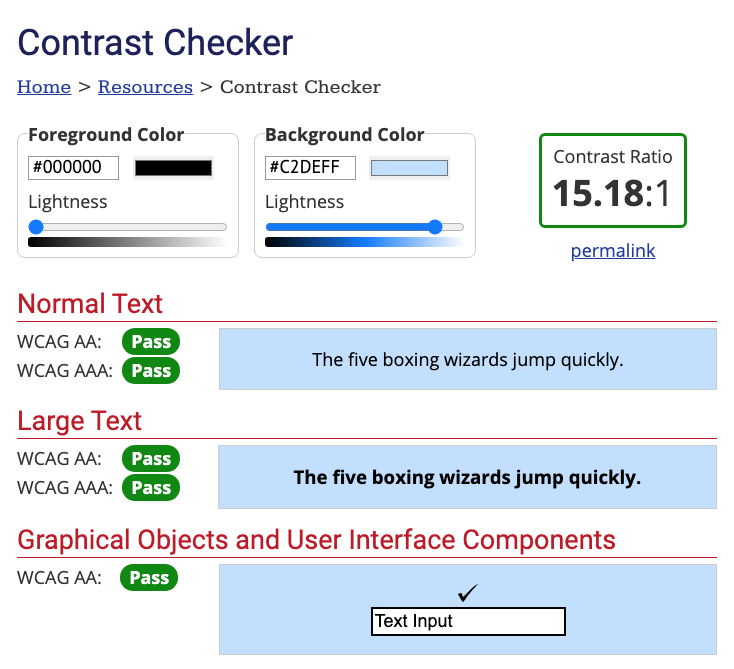 Contrast Checker
Home > Resources > Contrast Checker
Foreground Color
#000000
Lightness
Background Color
#C2DEFF
Lightness
Contrast Ratio
15.18:1
permalink
Normal Text
WCAG AA: Pass
WCAG AAA: Pass
The five boxing wizards jump quickly.
Large Text
WCAG AA: Pass
WCAG AAA: Pass
The five boxing wizards jump quickly.
Graphical Objects and User Interface Components
WCAG AA: Pass
✓
Text Input